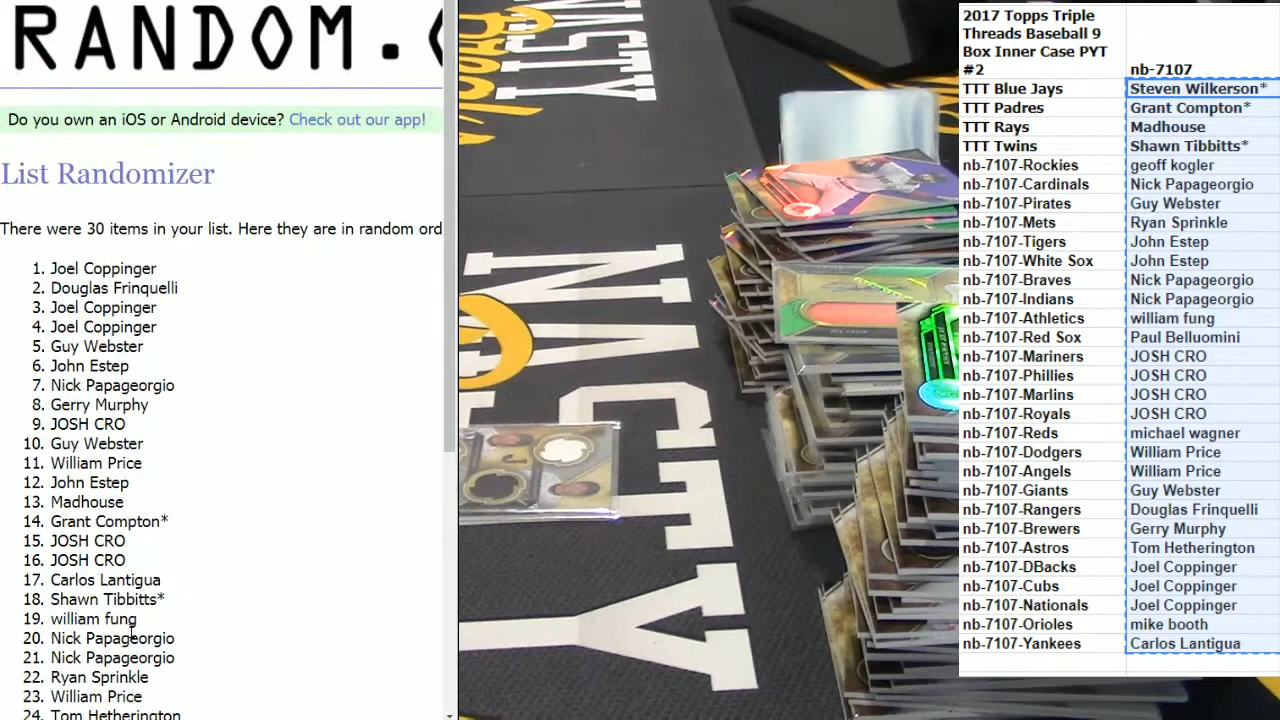 RANDOM.
Do you own an iOS or Android device? Check out our app!
List Randomizer
There were 30 items in your list. Here they are in random ord
1. Joel Coppinger
2. Douglas Frinquelli
3. Joel Coppinger
4. Joel Coppinger
5. Guy Webster
6. John Estep
7. Nick Papageorgio
8. Gerry Murphy
9. JOSH CRO
10. Guy Webster
11. William Price
12. John Estep
13. Madhouse
14. Grant Compton*
15. JOSH CRO
16. JOSH CRO
17. Carlos Lantigua
18. Shawn Tibbitts*
19. william fung
20. Nick Papageorgio
21. Nick Papageorgio
22. Ryan Sprinkle
23. William Price
24. Tom Hetherington
NASTY
2017 Topps Triple
Threads Baseball 9
Box Inner Case PYT
#2 nb-7107
TTT Blue Jays Steven Wilkerson*
TTT Padres Grant Compton*
TTT Rays Madhouse
TTT Twins Shawn Tibbitts*
nb-7107-Rockies geoff kogler
nb-7107-Cardinals Nick Papageorgio
nb-7107-Pirates Guy Webster
nb-7107-Mets Ryan Sprinkle
nb-7107-Tigers John Estep
nb-7107-White Sox John Estep
nb-7107-Braves Nick Papageorgio
nb-7107-Indians Nick Papageorgio
nb-7107-Athletics william fung
nb-7107-Red Sox Paul Belluomini
nb-7107-Mariners JOSH CRO
nb-7107-Phillies JOSH CRO
nb-7107-Marlins JOSH CRO
nb-7107-Royals JOSH CRO
nb-7107-Reds michael wagner
nb-7107-Dodgers William Price
nb-7107-Angels William Price
nb-7107-Giants Guy Webster
nb-7107-Rangers Douglas Frinquelli
nb-7107-Brewers Gerry Murphy
nb-7107-Astros Tom Hetherington
nb-7107-DBacks Joel Coppinger
nb-7107-Cubs Joel Coppinger
nb-7107-Nationals Joel Coppinger
nb-7107-Orioles mike booth
nb-7107-Yankees Carlos Lantigua